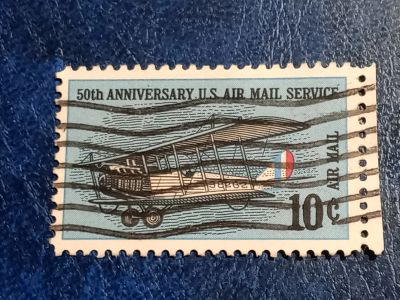 50th ANNIVERSARY U.S. AIR MAIL SERVICE
AIR MAIL
10¢